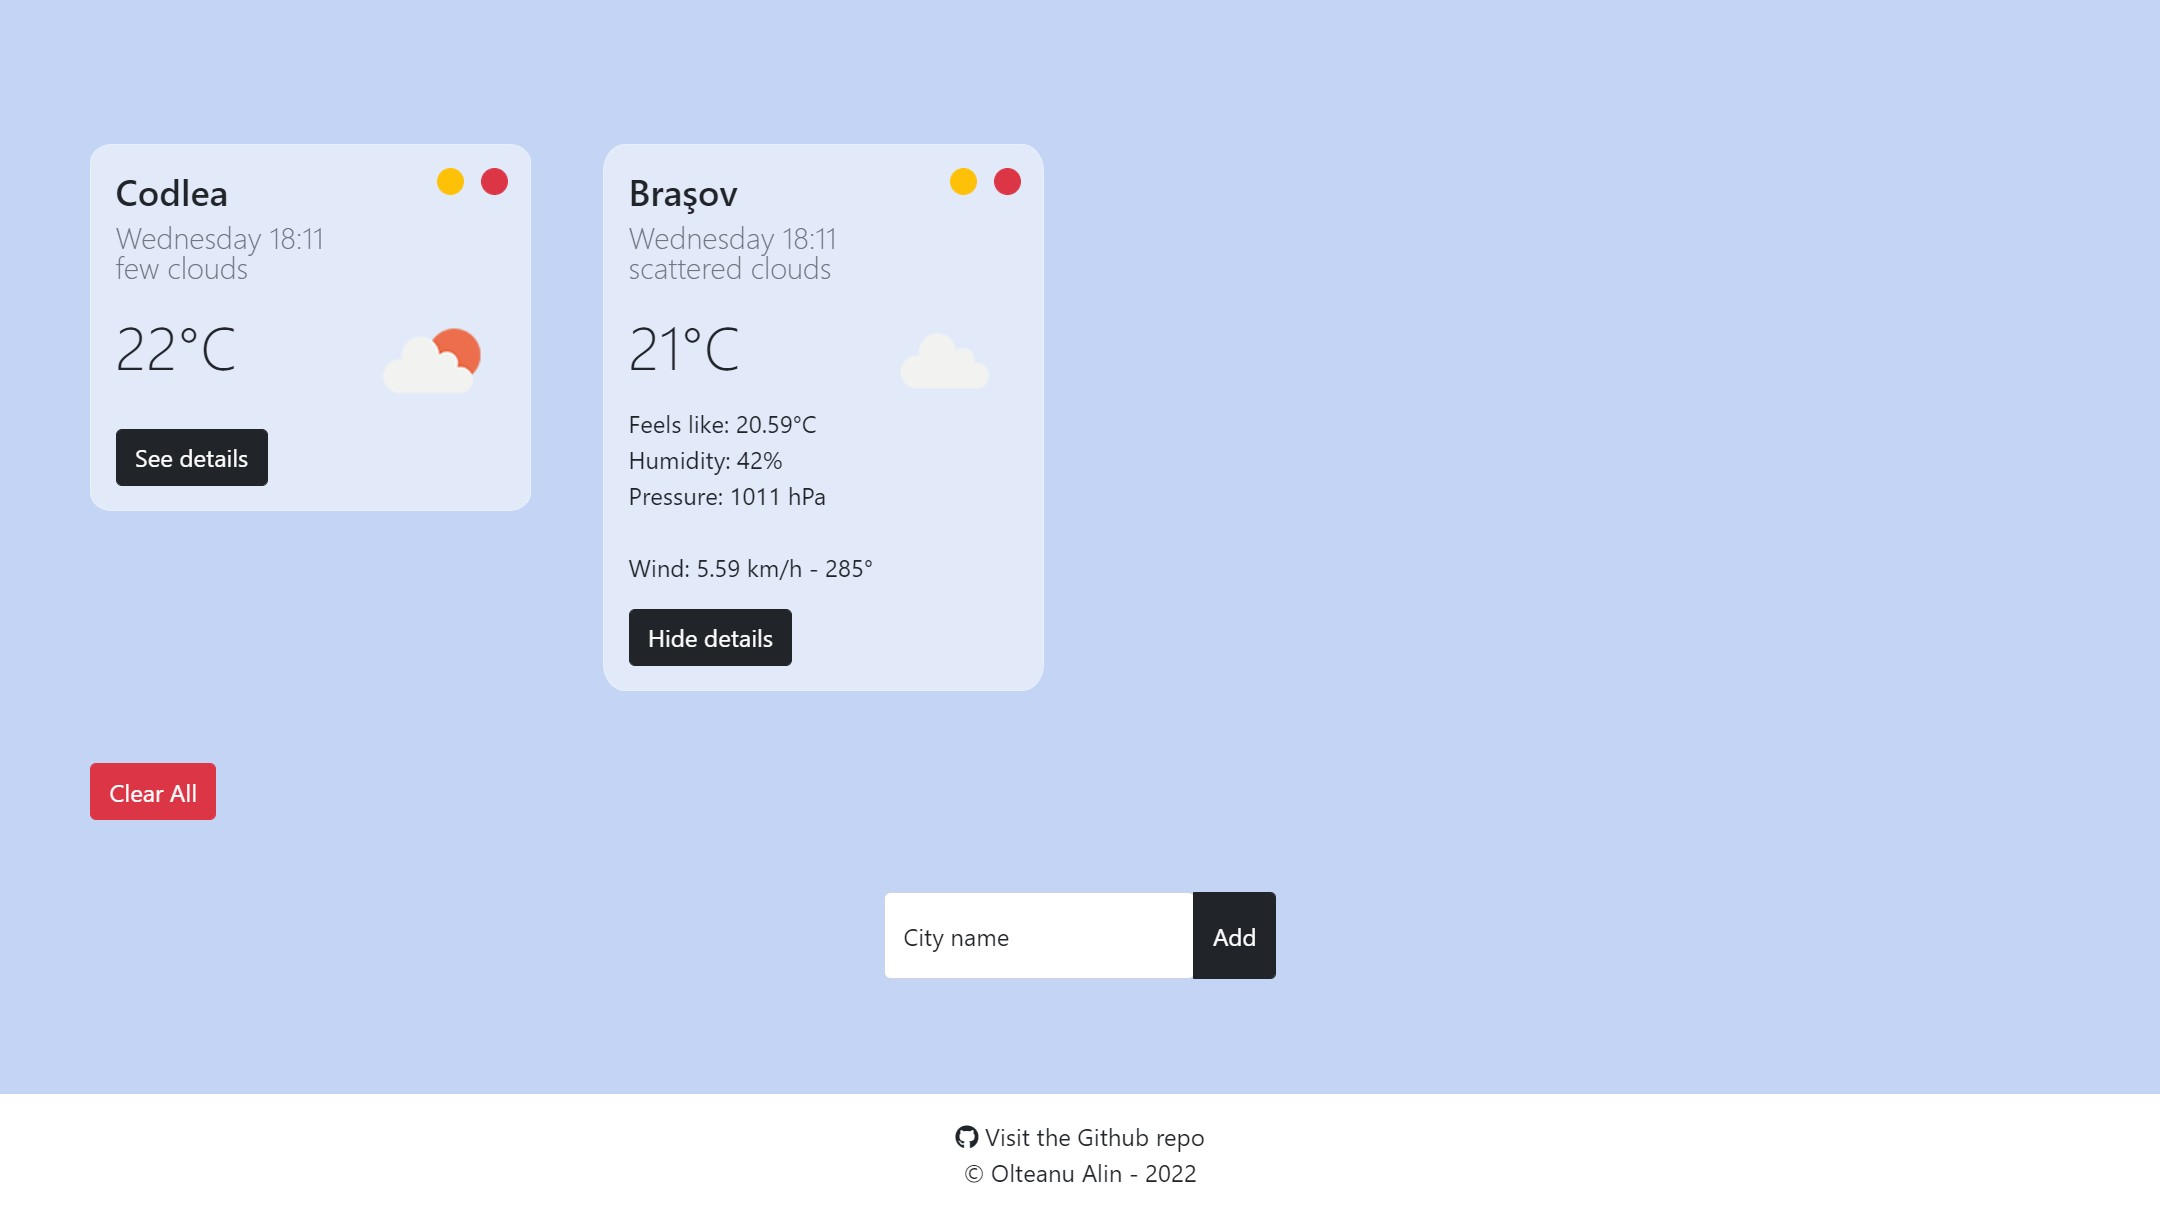 Codlea
Wednesday 18:11
few clouds
22°C
See details
Braşov
Wednesday 18:11
scattered clouds
21°C
Feels like: 20.59°C
Humidity: 42%
Pressure: 1011 hPa
Wind: 5.59 km/h - 285°
Hide details
Clear All
City name
Add
Visit the Github repo
© Olteanu Alin - 2022